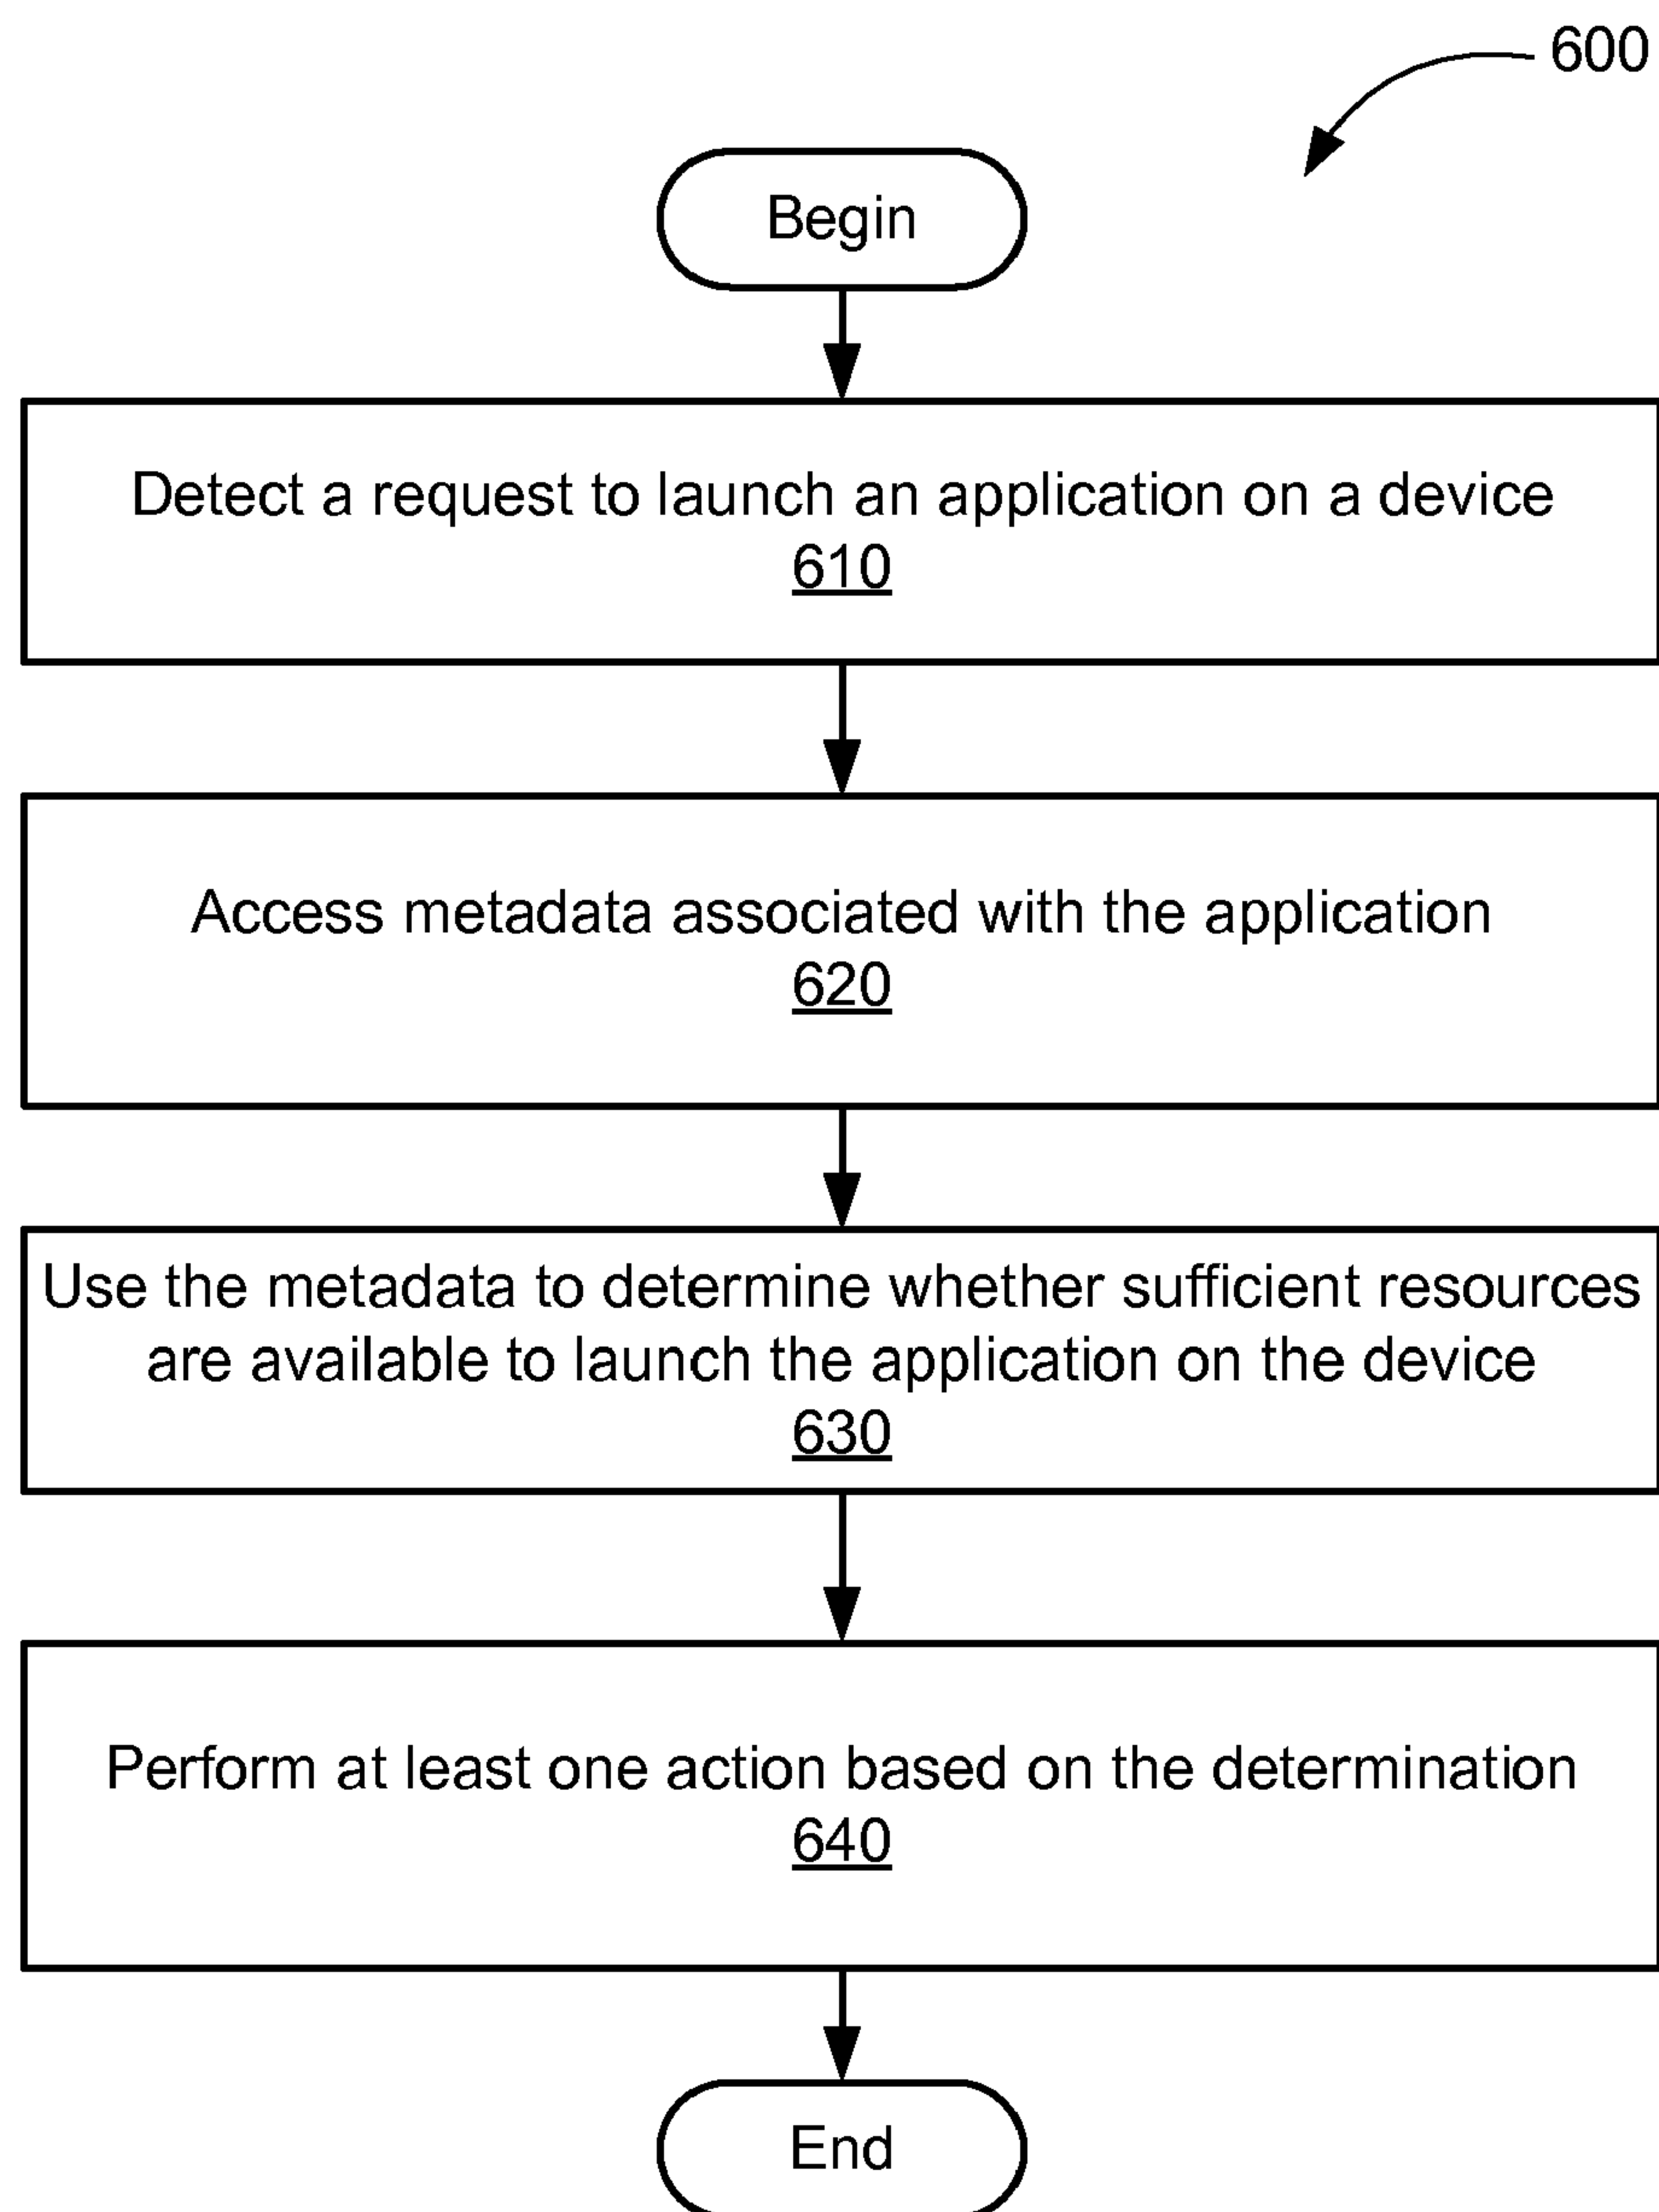 600
Begin
Detect a request to launch an application on a device
610
Access metadata associated with the application
620
Use the metadata to determine whether sufficient resources
are available to launch the application on the device
630
Perform at least one action based on the determination
640
End